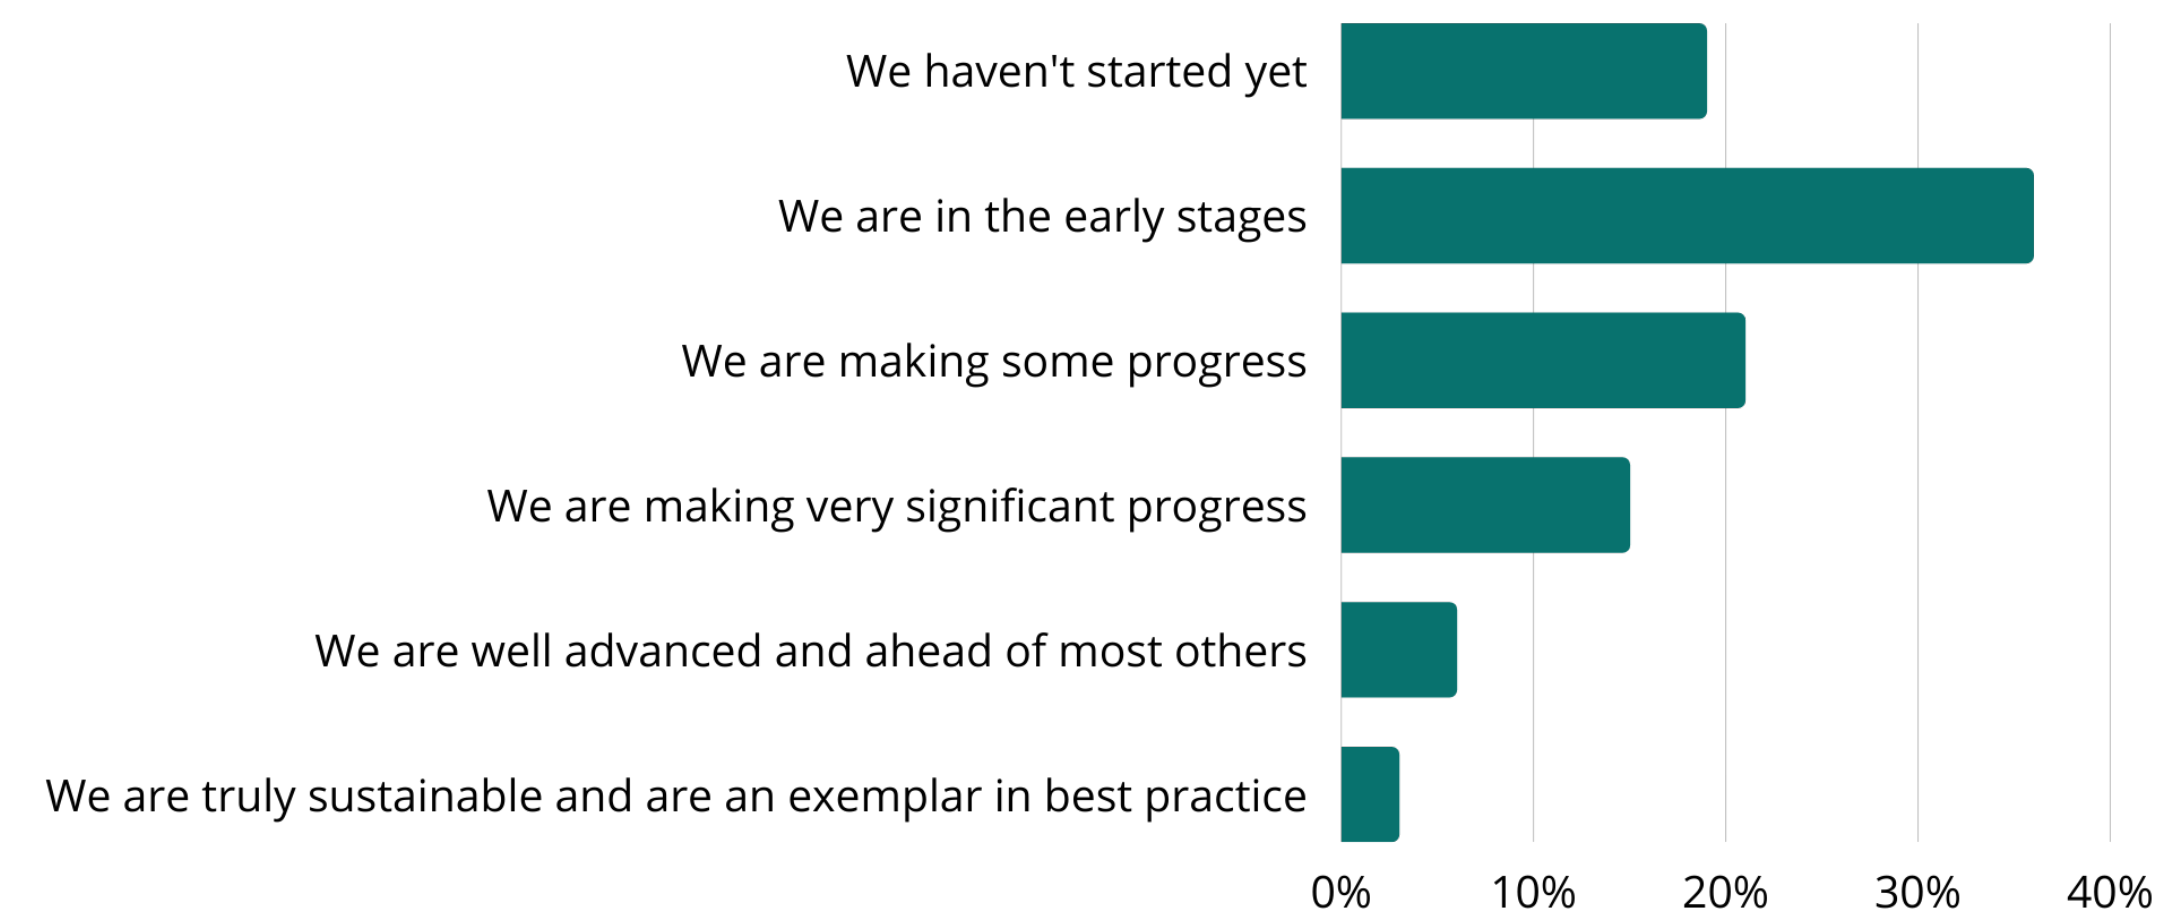 We haven't started yet
We are in the early stages
We are making some progress
We are making very significant progress
We are well advanced and ahead of most others
We are truly sustainable and are an exemplar in best practice
0% 10% 20% 30% 40%